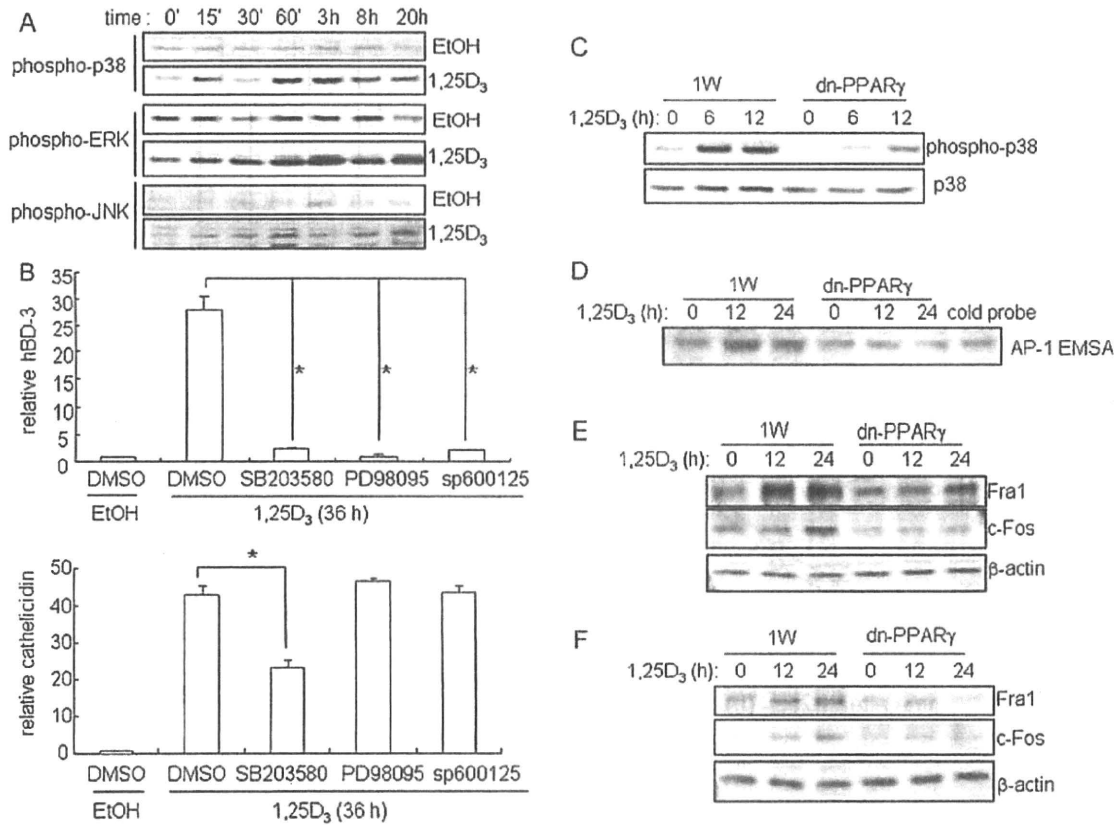 A
time : 0' 15' 30' 60' 3h 8h 20h
phospho-p38
EtOH
1,25D₃
phospho-ERK
EtOH
1,25D₃
phospho-JNK
EtOH
1,25D₃
B
relative hBD-3
35
30
25
20
15
10
5
0
* * *
DMSO DMSO SB203580 PD98095 sp600125
EtOH 1,25D₃ (36 h)
relative cathelicidin
50
40
30
20
10
0
*
DMSO DMSO SB203580 PD98095 sp600125
EtOH 1,25D₃ (36 h)
C
1W dn-PPARγ
1,25D₃ (h) 0 6 12 0 6 12
phospho-p38
p38
D
1W dn-PPARγ
1,25D₃ (h): 0 12 24 0 12 24 cold probe
AP-1 EMSA
E
1W dn-PPARγ
1,25D₃ (h): 0 12 24 0 12 24
Fra1
c-Fos
β-actin
F
1W dn-PPARγ
1,25D₃ (h): 0 12 24 0 12 24
Fra1
c-Fos
β-actin